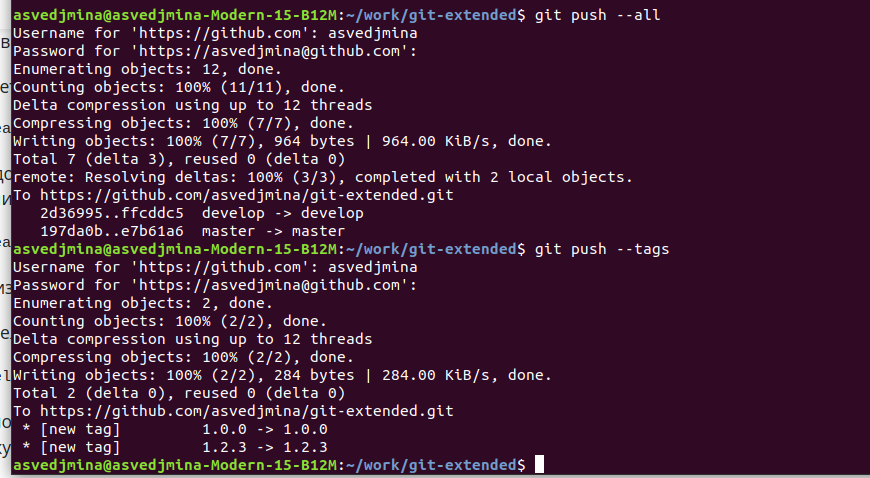 asvedjmina@asvedjmina-Modern-15-B12M:~/work/git-extended$ git push --all
Username for 'https://github.com': asvedjmina
Password for 'https://asvedjmina@github.com':
Enumerating objects: 12, done.
Counting objects: 100% (11/11), done.
Delta compression using up to 12 threads
Compressing objects: 100% (7/7), done.
Writing objects: 100% (7/7), 964 bytes | 964.00 KiB/s, done.
Total 7 (delta 3), reused 0 (delta 0)
remote: Resolving deltas: 100% (3/3), completed with 2 local objects.
To https://github.com/asvedjmina/git-extended.git
   2d36995..ffcddc5  develop -> develop
   197da0b..e7b61a6  master -> master
asvedjmina@asvedjmina-Modern-15-B12M:~/work/git-extended$ git push --tags
Username for 'https://github.com': asvedjmina
Password for 'https://asvedjmina@github.com':
Enumerating objects: 2, done.
Counting objects: 100% (2/2), done.
Delta compression using up to 12 threads
Compressing objects: 100% (2/2), done.
Writing objects: 100% (2/2), 284 bytes | 284.00 KiB/s, done.
Total 2 (delta 0), reused 0 (delta 0)
To https://github.com/asvedjmina/git-extended.git
 * [new tag]         1.0.0 -> 1.0.0
 * [new tag]         1.2.3 -> 1.2.3
asvedjmina@asvedjmina-Modern-15-B12M:~/work/git-extended$